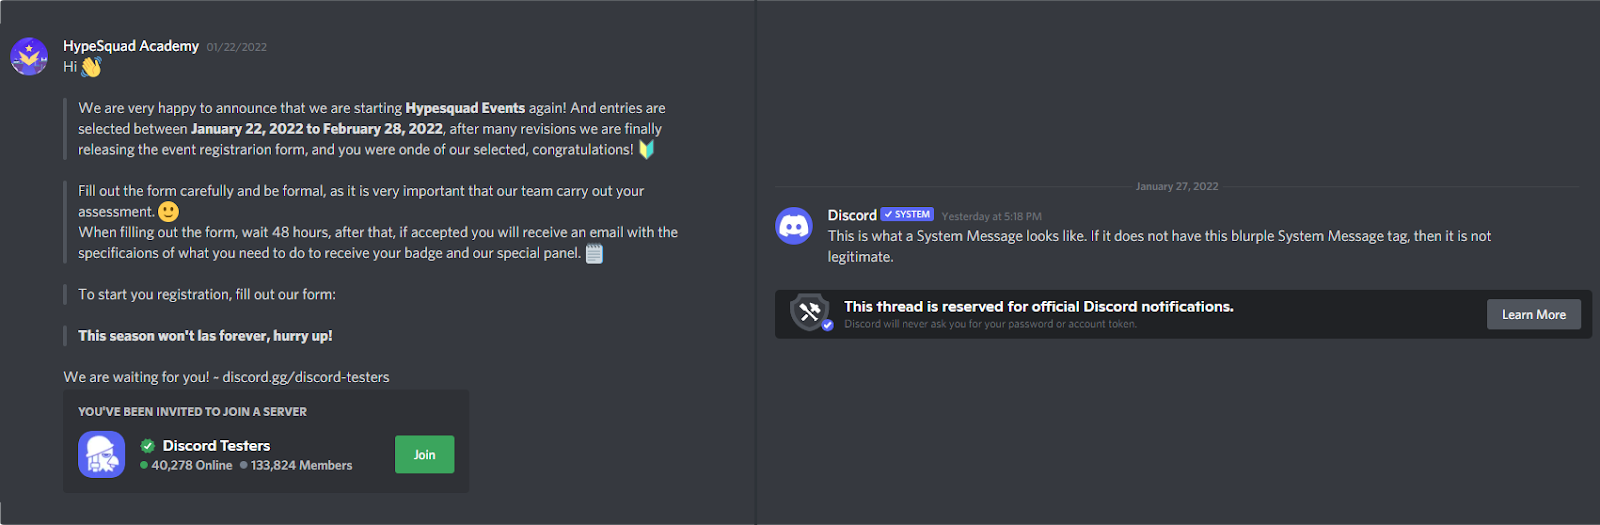 HypeSquad Academy 01/22/2022
Hi 👋
We are very happy to announce that we are starting Hypesquad Events again! And entries are
selected between January 22, 2022 to February 28, 2022, after many revisions we are finally
releasing the event registrarion form, and you were onde of our selected, congratulations! 🔰
Fill out the form carefully and be formal, as it is very important that our team carry out your
assessment. 🙂
When filling out the form, wait 48 hours, after that, if accepted you will receive an email with the
specificaions of what you need to do to receive your badge and our special panel. 🗒️
To start you registration, fill out our form:
This season won't las forever, hurry up!
We are waiting for you! ~ discord.gg/discord-testers
YOU'VE BEEN INVITED TO JOIN A SERVER
Discord Testers
40,278 Online 133,824 Members
Join
January 27, 2022
Discord ✓ SYSTEM Yesterday at 5:18 PM
This is what a System Message looks like. If it does not have this blurple System Message tag, then it is not
legitimate.
This thread is reserved for official Discord notifications.
Discord will never ask you for your password or account token.
Learn More